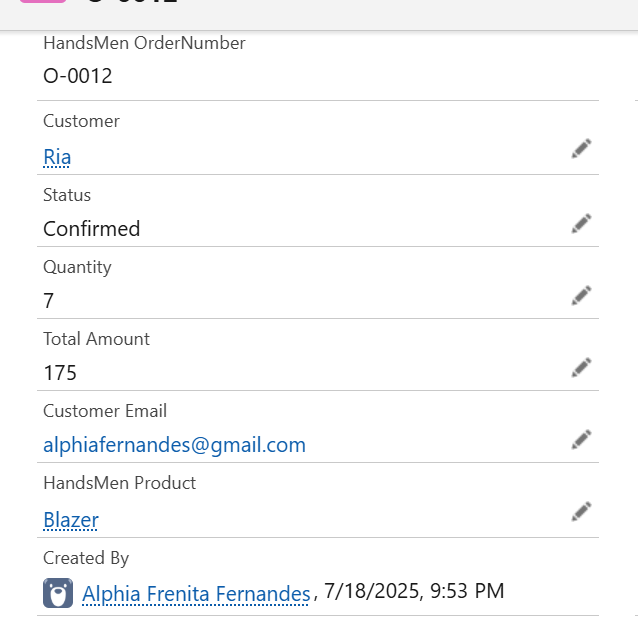 O-0012
HandsMen OrderNumber
O-0012
Customer
Ria
Status
Confirmed
Quantity
7
Total Amount
175
Customer Email
alphiafernandes@gmail.com
HandsMen Product
Blazer
Created By
Alphia Frenita Fernandes, 7/18/2025, 9:53 PM